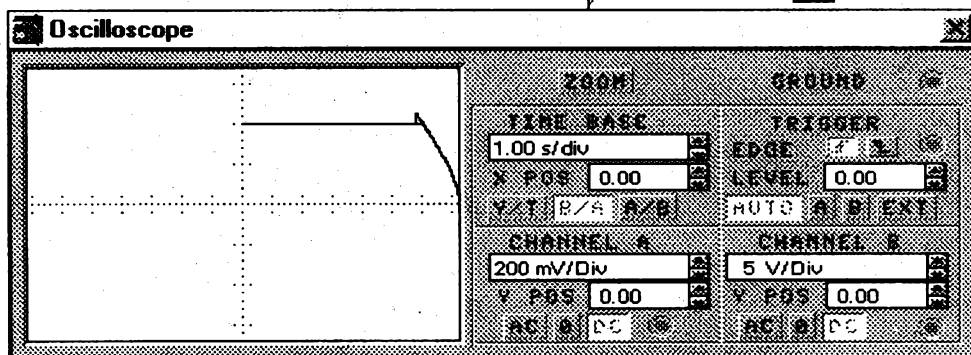 Oscilloscope
ZOOM GROUND
TIME BASE
1.00 s/div
X POS 0.00
Y/T B/A A/B
TRIGGER
EDGE
LEVEL 0.00
AUTO A B EXT
CHANNEL A
200 mV/Div
Y POS 0.00
AC 0 DC
CHANNEL B
5 V/Div
Y POS 0.00
AC 0 DC